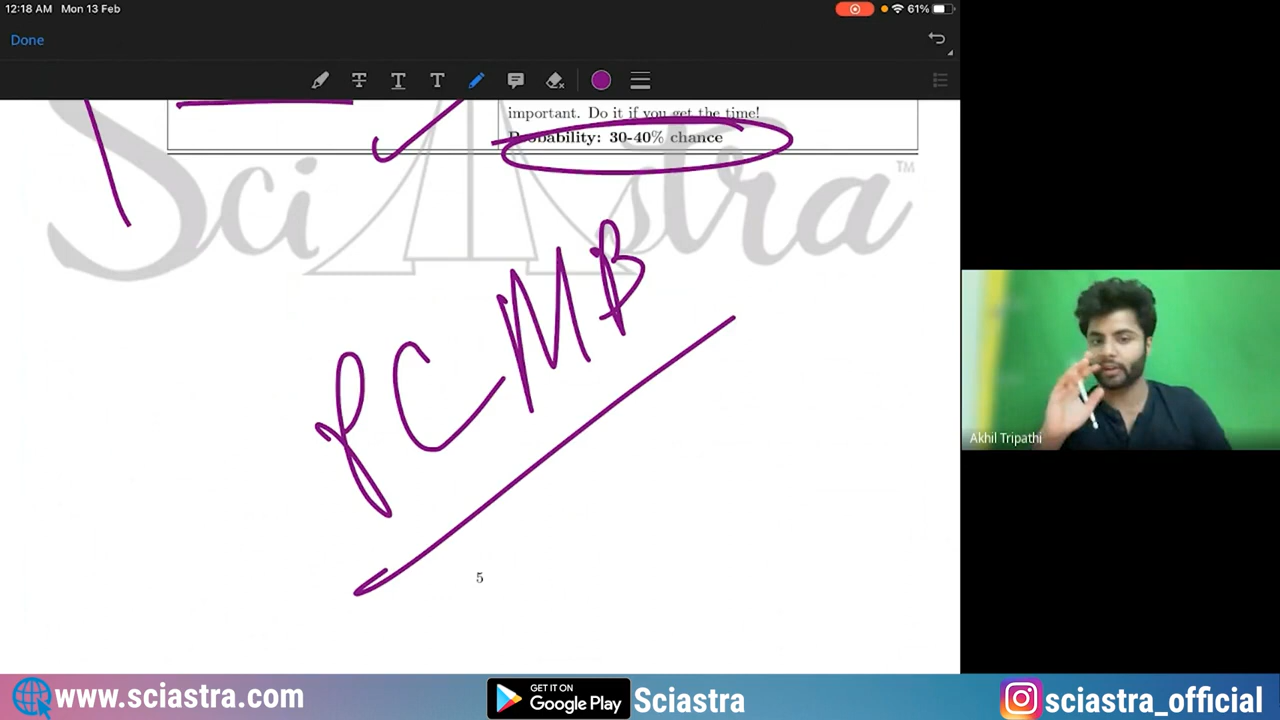 12:18 AM Mon 13 Feb
61%
Done
T T T
important. Do it if you get the time!
Probability: 30-40% chance
SciAstra TM
PCMB
Akhil Tripathi
5
www.sciastra.com
GET IT ON
Google Play
Sciastra
sciastra_official